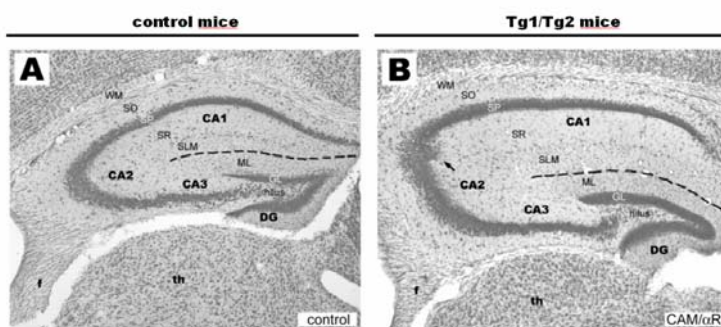 control mice
Tg1/Tg2 mice
A
WM
SO
SP
CA1
SR
SLM
CA2
ML
CA3
GL
hilus
DG
f
th
control
B
WM
SO
SP
CA1
SR
SLM
CA2
ML
CA3
GL
hilus
DG
f
th
CAM/αR